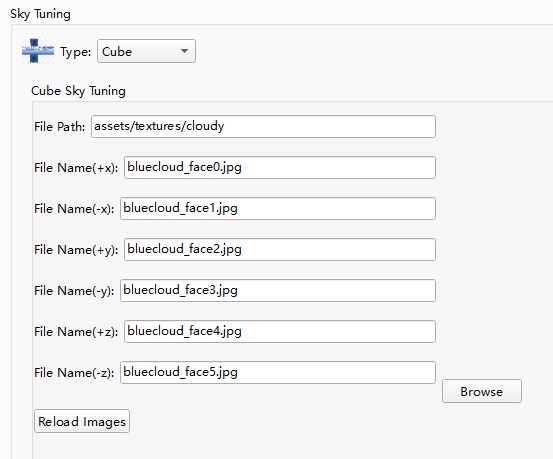 Sky Tuning
Type: Cube
Cube Sky Tuning
File Path: assets/textures/cloudy
File Name(+x): bluecloud_face0.jpg
File Name(-x): bluecloud_face1.jpg
File Name(+y): bluecloud_face2.jpg
File Name(-y): bluecloud_face3.jpg
File Name(+z): bluecloud_face4.jpg
File Name(-z): bluecloud_face5.jpg
Browse
Reload Images